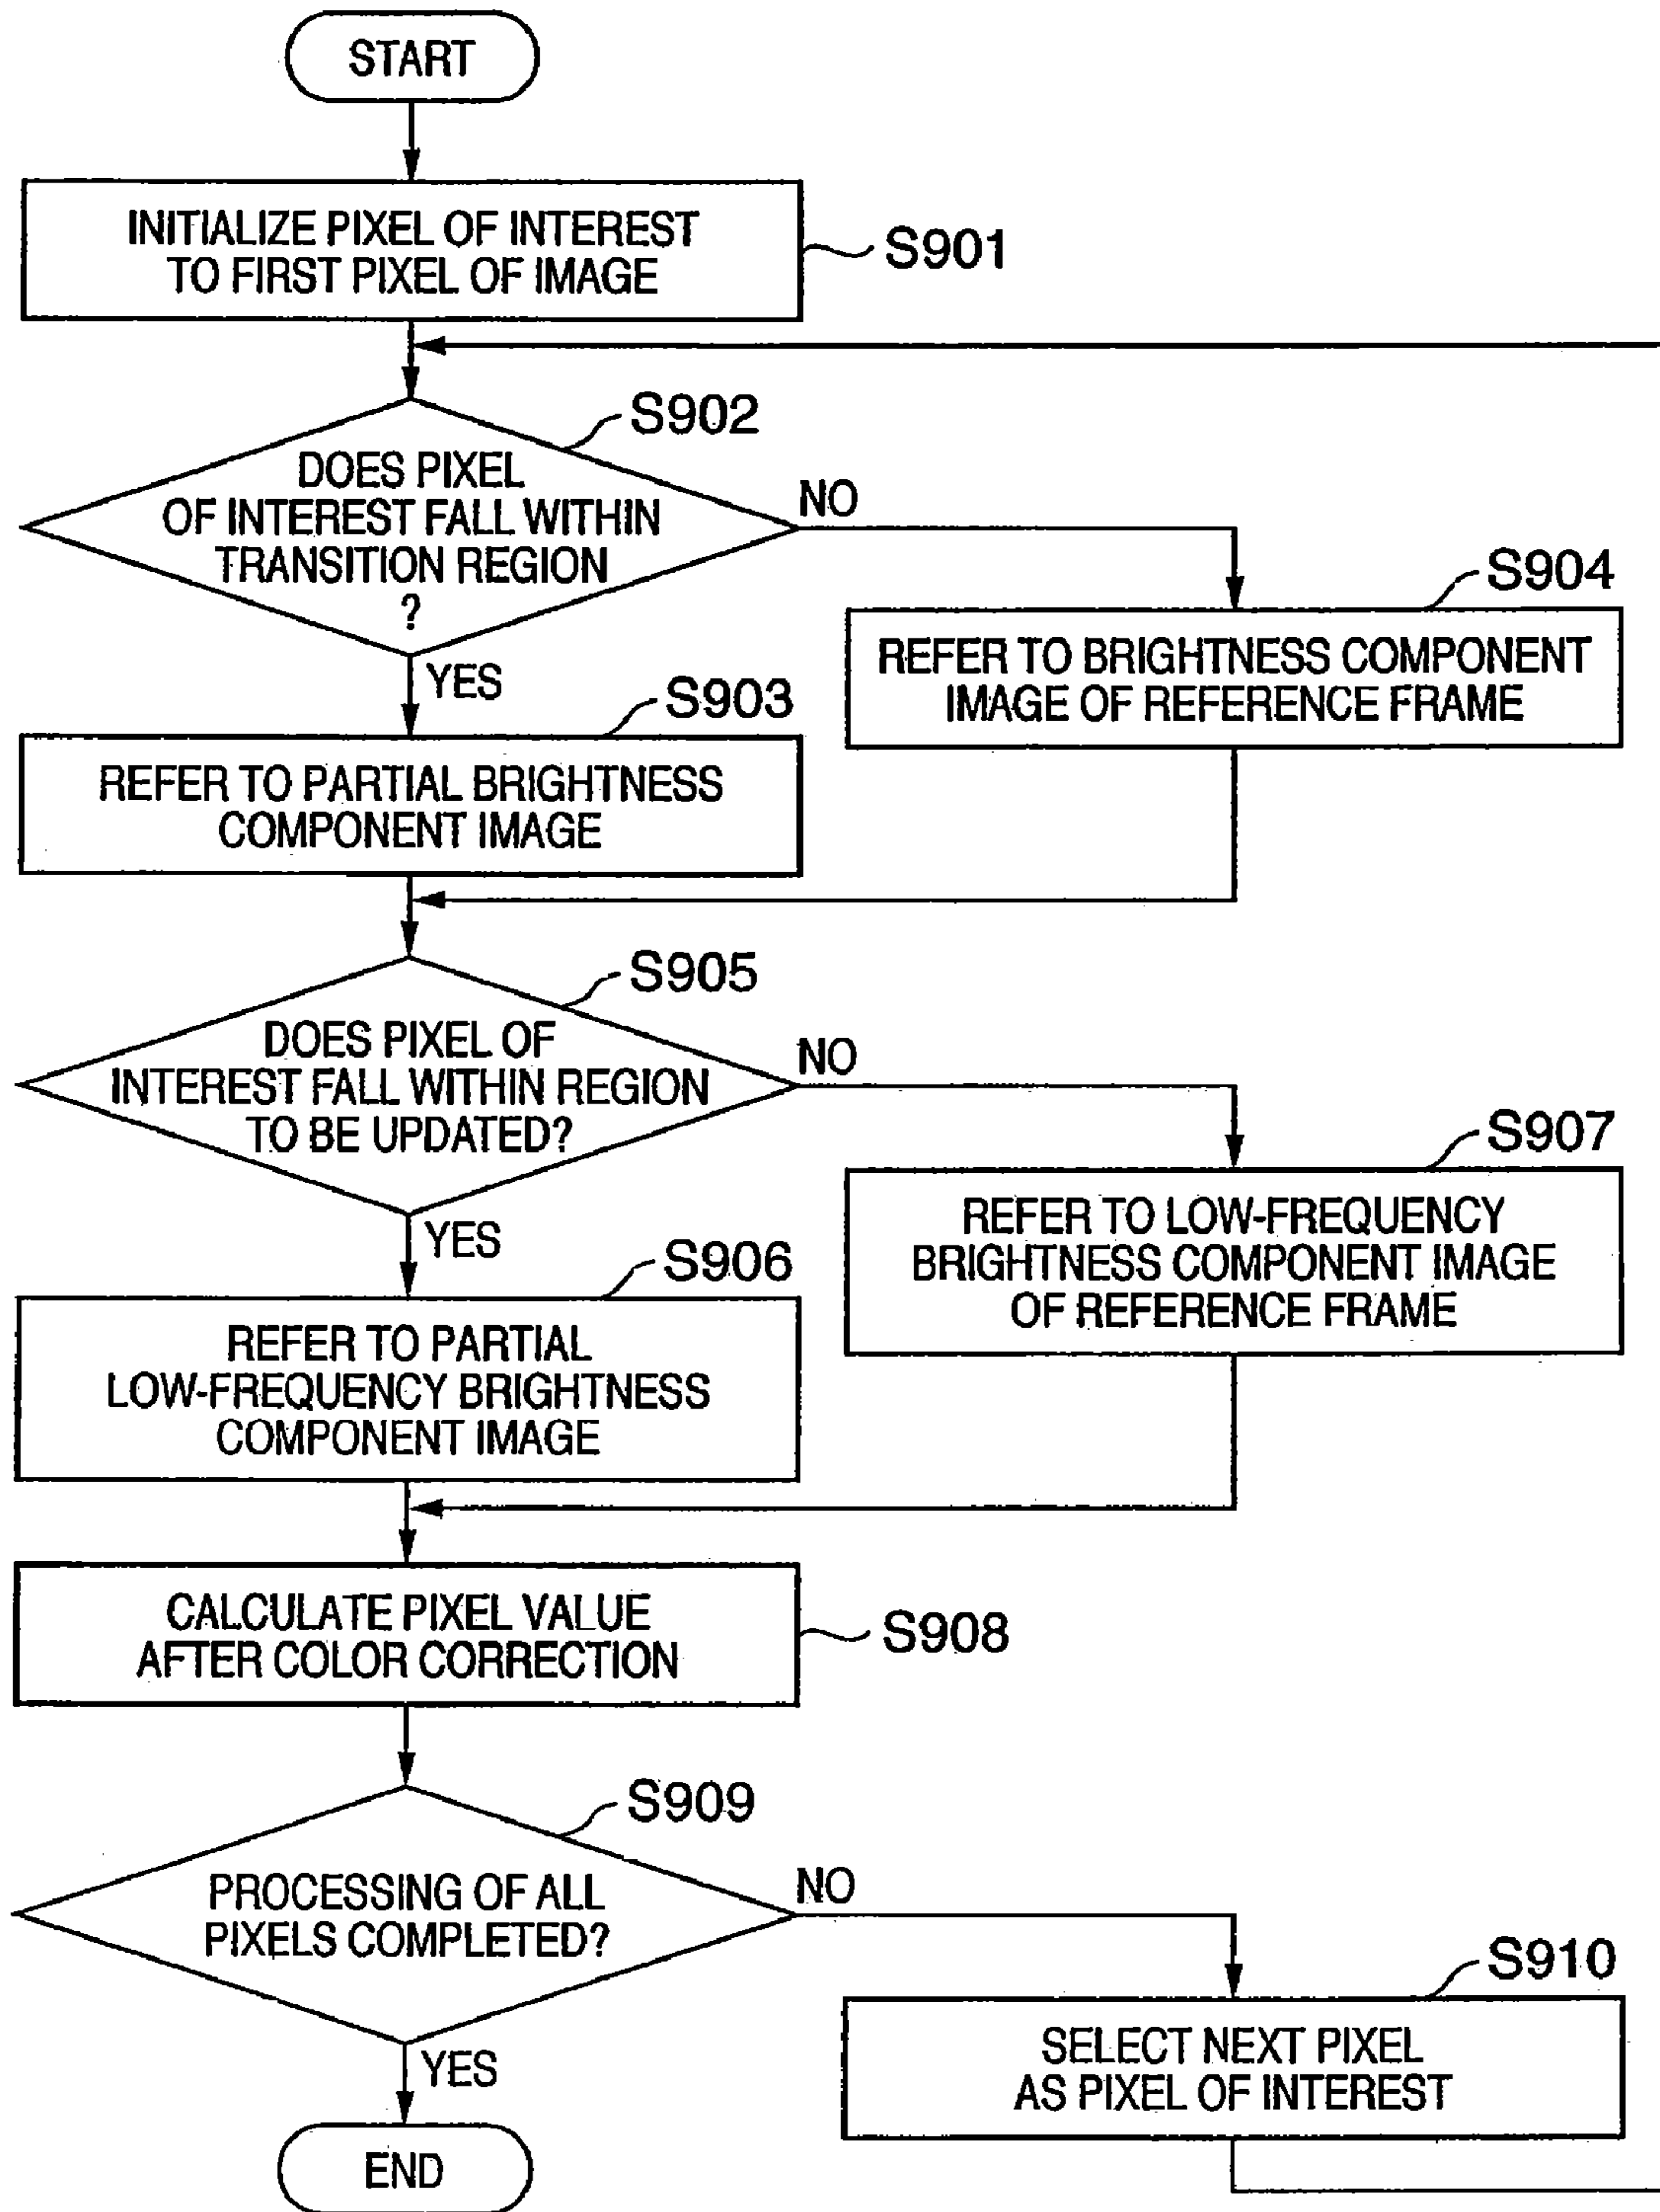 START
INITIALIZE PIXEL OF INTEREST
TO FIRST PIXEL OF IMAGE
S901
S902
DOES PIXEL
OF INTEREST FALL WITHIN
TRANSITION REGION
?
NO
YES
S904
REFER TO BRIGHTNESS COMPONENT
IMAGE OF REFERENCE FRAME
S903
REFER TO PARTIAL BRIGHTNESS
COMPONENT IMAGE
S905
DOES PIXEL OF
INTEREST FALL WITHIN REGION
TO BE UPDATED?
NO
YES
S907
REFER TO LOW-FREQUENCY
BRIGHTNESS COMPONENT IMAGE
OF REFERENCE FRAME
S906
REFER TO PARTIAL
LOW-FREQUENCY BRIGHTNESS
COMPONENT IMAGE
CALCULATE PIXEL VALUE
AFTER COLOR CORRECTION
S908
S909
PROCESSING OF ALL
PIXELS COMPLETED?
NO
YES
S910
SELECT NEXT PIXEL
AS PIXEL OF INTEREST
END